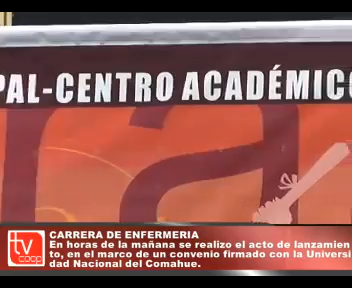 PAL-CENTRO ACADÉMICO
ra
tv
coop
CARRERA DE ENFERMERIA
En horas de la mañana se realizo el acto de lanzamien
to, en el marco de un convenio firmado con la Universi
dad Nacional del Comahue.